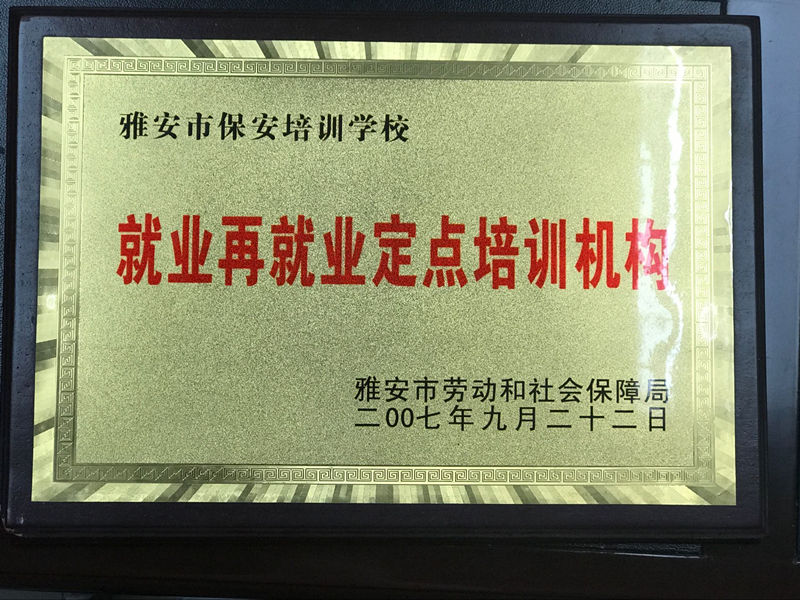 雅安市保安培训学校
就业再就业定点培训机构
雅安市劳动和社会保障局
二00七年九月二十二日